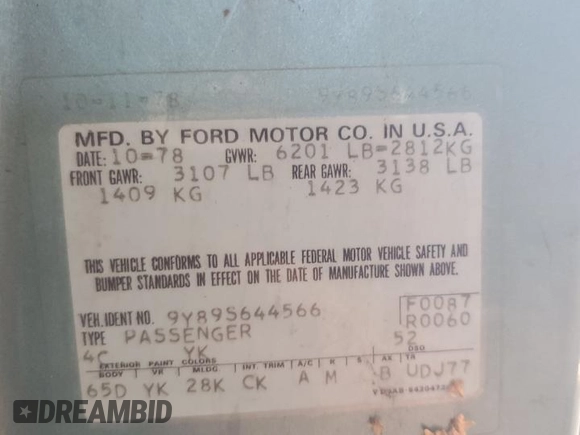 10-11-78 9Y89S644566
MFD. BY FORD MOTOR CO. IN U.S.A.
DATE: 10-78 GVWR: 6201 LB=2812KG
FRONT GAWR: 3107 LB REAR GAWR: 3138 LB
1409 KG 1423 KG
THIS VEHICLE CONFORMS TO ALL APPLICABLE FEDERAL MOTOR VEHICLE SAFETY AND
BUMPER STANDARDS IN EFFECT ON THE DATE OF MANUFACTURE SHOWN ABOVE.
VEH. IDENT NO. 9Y89S644566 F0087
TYPE PASSENGER R0060
4C YK 52
EXTERIOR PAINT COLORS DSO
BODY VR MLDG INT. TRIM A/C R S AX TR
65D YK 28K CK A M B UDJ77
DREAMBID